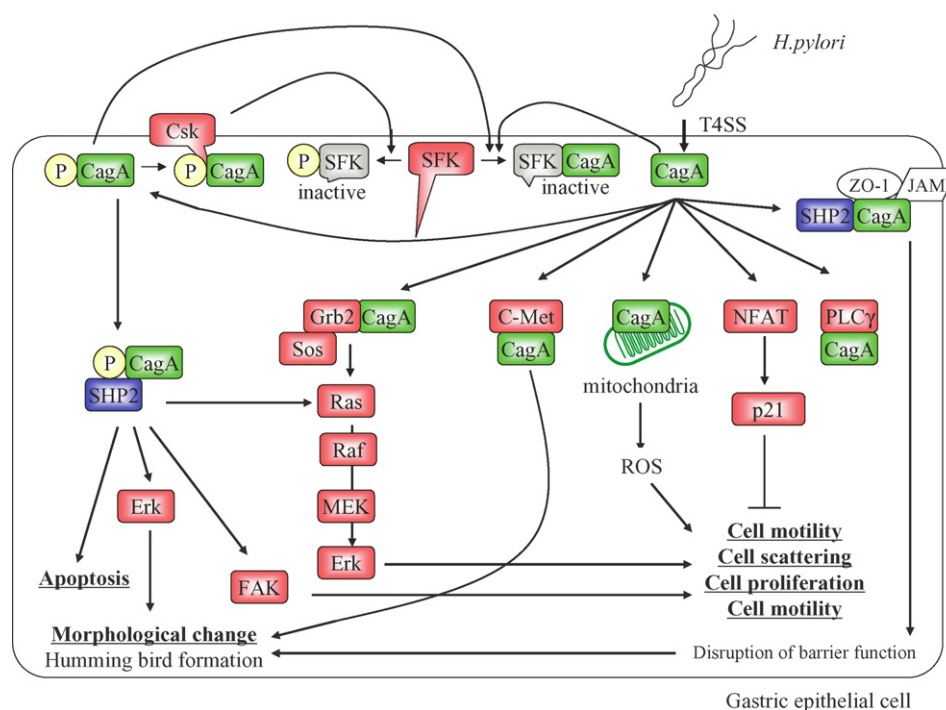 H.pylori
T4SS
Csk
P CagA
P CagA
P SFK
inactive
SFK
SFK CagA
inactive
CagA
ZO-1 JAM
SHP2 CagA
Grb2 CagA
Sos
C-Met
CagA
CagA
mitochondria
NFAT
PLCγ
CagA
P CagA
SHP2
Ras
p21
Raf
ROS
Erk
MEK
Erk
Cell motility
Cell scattering
Cell proliferation
Cell motility
Apoptosis
FAK
Morphological change
Humming bird formation
Disruption of barrier function
Gastric epithelial cell